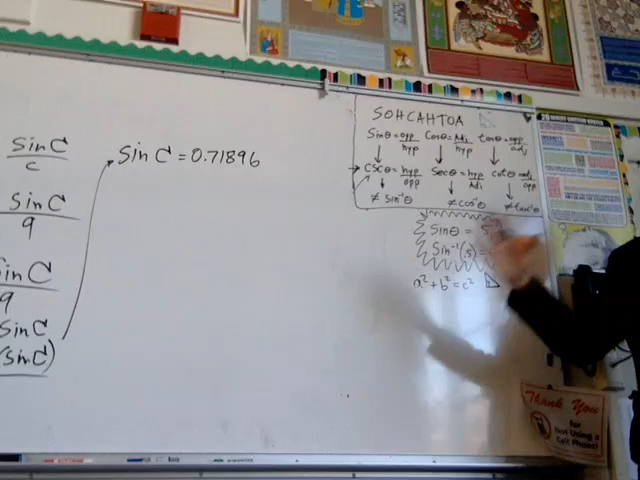 Sin C
c
Sin C
9
Sin C
9
Sin C
(Sin C)
Sin C = 0.71896
SOHCAHTOA
Sinθ = opp/hyp Cosθ = Adj/hyp tanθ = opp/adj
CSCθ = hyp/opp Secθ = hyp/Adj cotθ = adj/opp
≠ sin⁻¹θ ≠ cos⁻¹θ ≠ tan⁻¹θ
Sinθ =
Sin⁻¹(.5) =
a² + b² = c²
Thank You
for
Not Using a
Cell Phone!